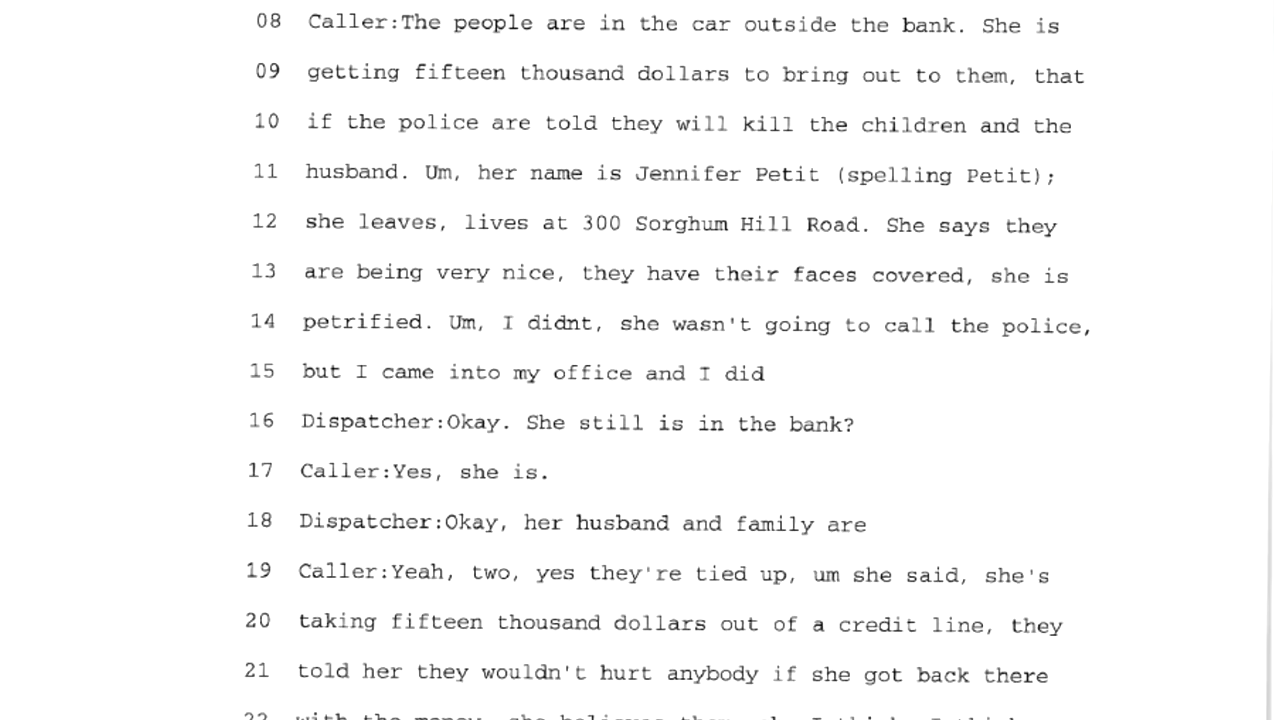 08 Caller:The people are in the car outside the bank. She is
09 getting fifteen thousand dollars to bring out to them, that
10 if the police are told they will kill the children and the
11 husband. Um, her name is Jennifer Petit (spelling Petit);
12 she leaves, lives at 300 Sorghum Hill Road. She says they
13 are being very nice, they have their faces covered, she is
14 petrified. Um, I didnt, she wasn't going to call the police,
15 but I came into my office and I did
16 Dispatcher:Okay. She still is in the bank?
17 Caller:Yes, she is.
18 Dispatcher:Okay, her husband and family are
19 Caller:Yeah, two, yes they're tied up, um she said, she's
20 taking fifteen thousand dollars out of a credit line, they
21 told her they wouldn't hurt anybody if she got back there
22 with the money, she believes them